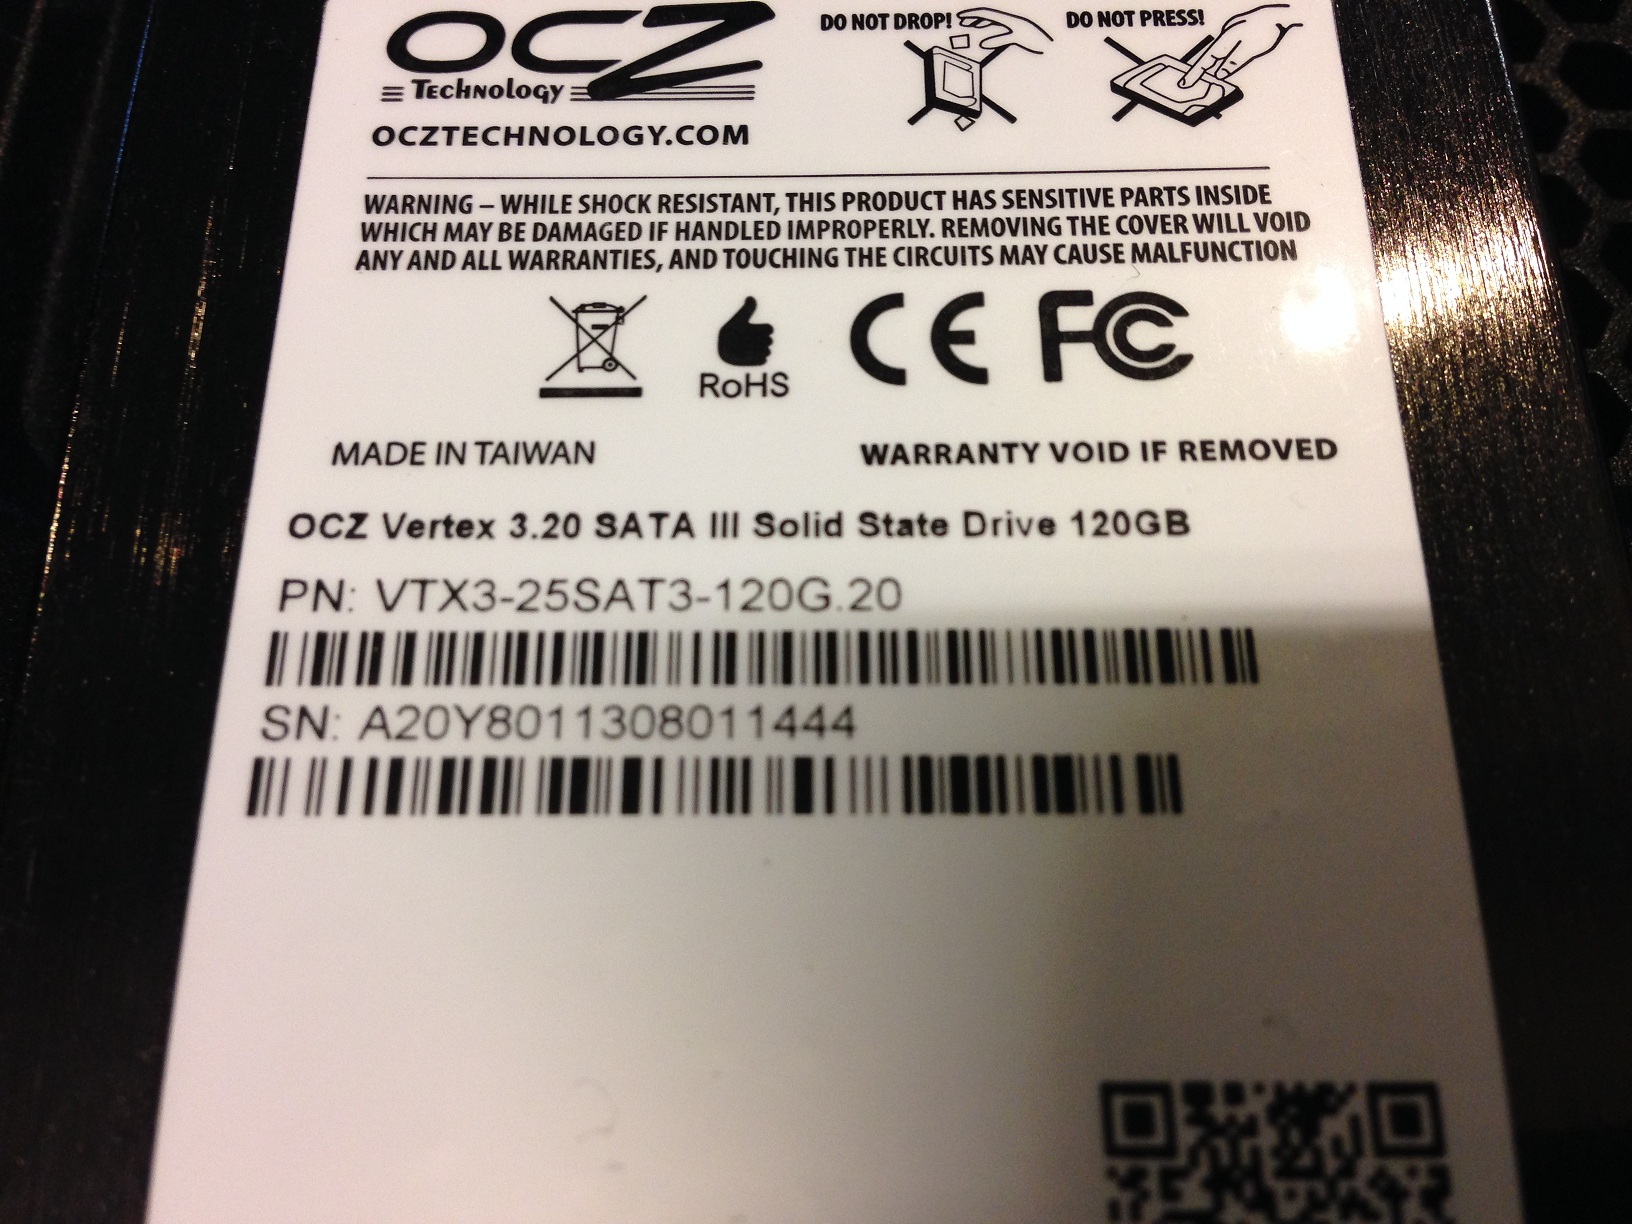 OCZ
Technology
OCZTECHNOLOGY.COM
DO NOT DROP!
DO NOT PRESS!
WARNING – WHILE SHOCK RESISTANT, THIS PRODUCT HAS SENSITIVE PARTS INSIDE
WHICH MAY BE DAMAGED IF HANDLED IMPROPERLY. REMOVING THE COVER WILL VOID
ANY AND ALL WARRANTIES, AND TOUCHING THE CIRCUITS MAY CAUSE MALFUNCTION
RoHS
CE
FC
MADE IN TAIWAN
WARRANTY VOID IF REMOVED
OCZ Vertex 3.20 SATA III Solid State Drive 120GB
PN: VTX3-25SAT3-120G.20
SN: A20Y8011308011444